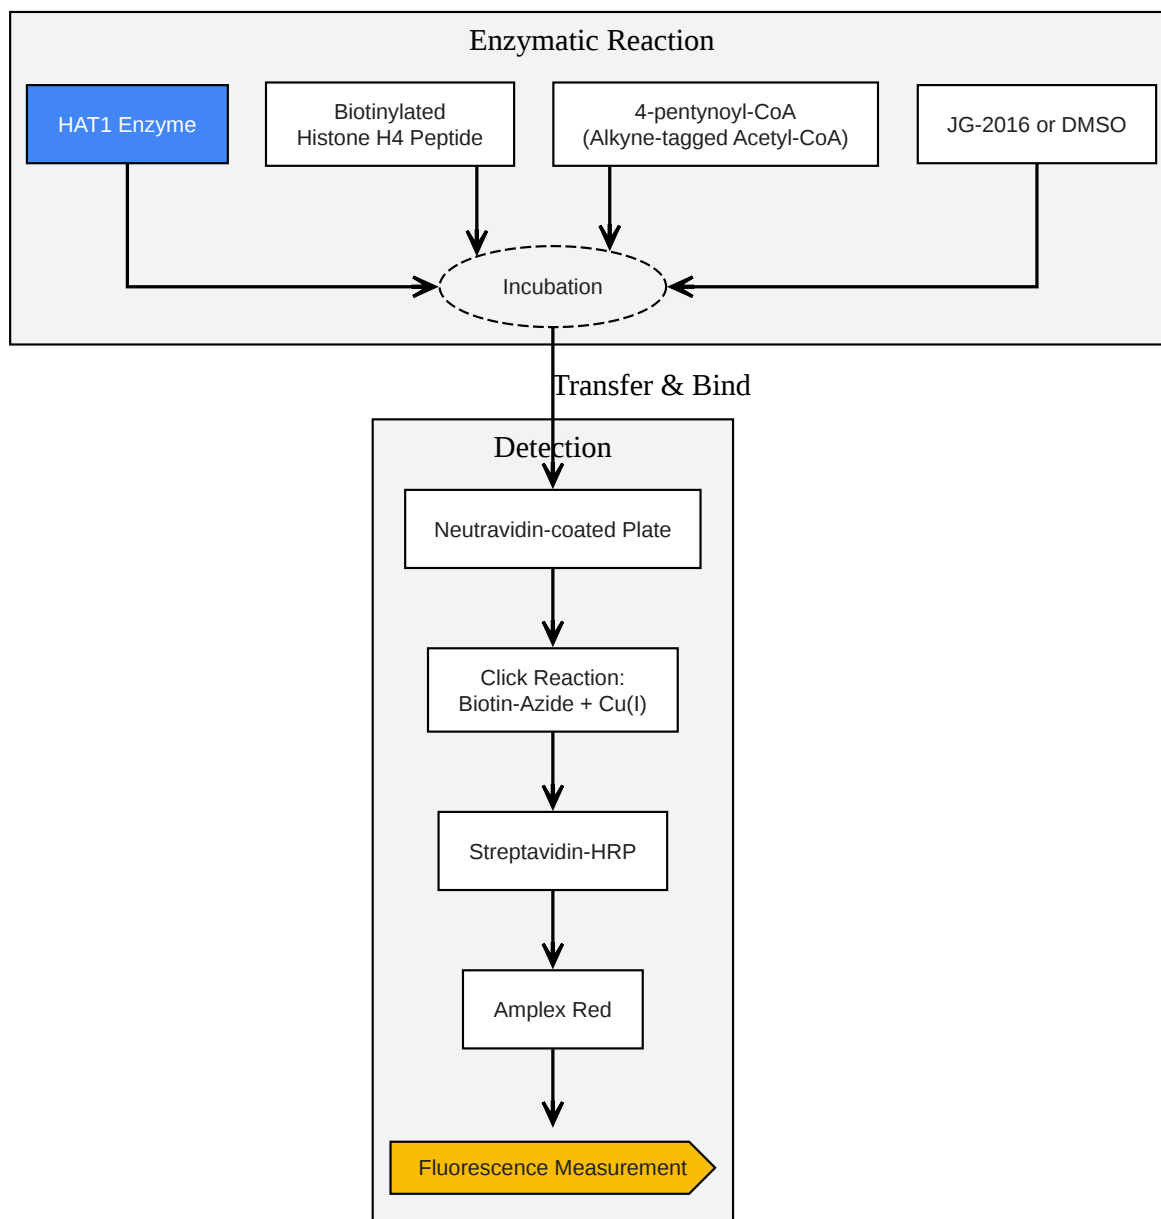 Enzymatic Reaction
HAT1 Enzyme
Biotinylated
Histone H4 Peptide
4-pentynoyl-CoA
(Alkyne-tagged Acetyl-CoA)
JG-2016 or DMSO
Incubation
Transfer & Bind
Detection
Neutravidin-coated Plate
Click Reaction:
Biotin-Azide + Cu(I)
Streptavidin-HRP
Amplex Red
Fluorescence Measurement